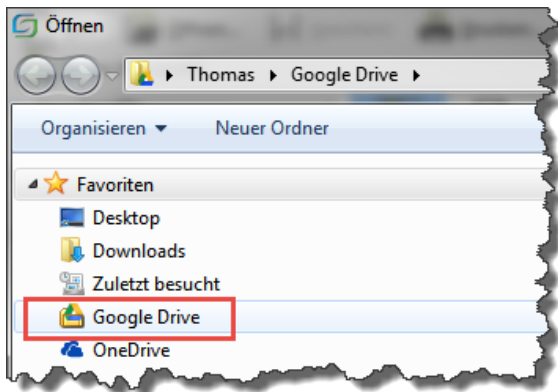 Öffnen
Thomas Google Drive
Organisieren Neuer Ordner
Favoriten
Desktop
Downloads
Zuletzt besucht
Google Drive
OneDrive